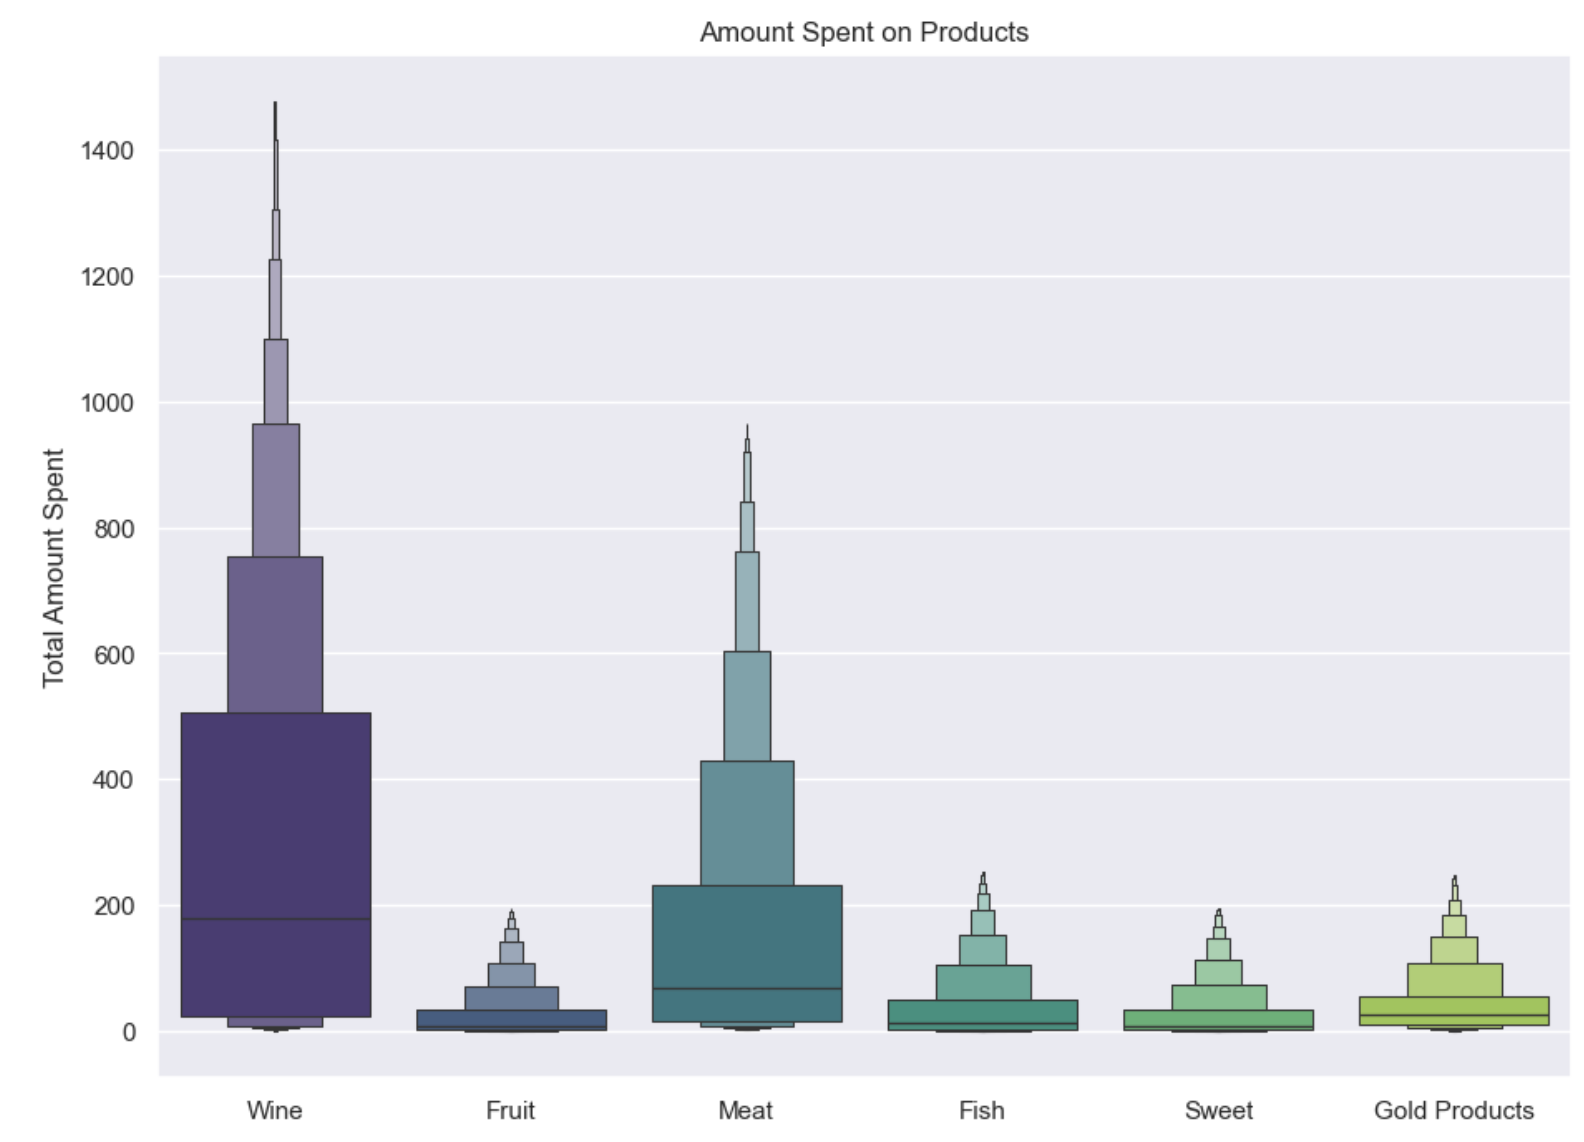 Amount Spent on Products
Total Amount Spent
1400
1200
1000
800
600
400
200
0
Wine
Fruit
Meat
Fish
Sweet
Gold Products